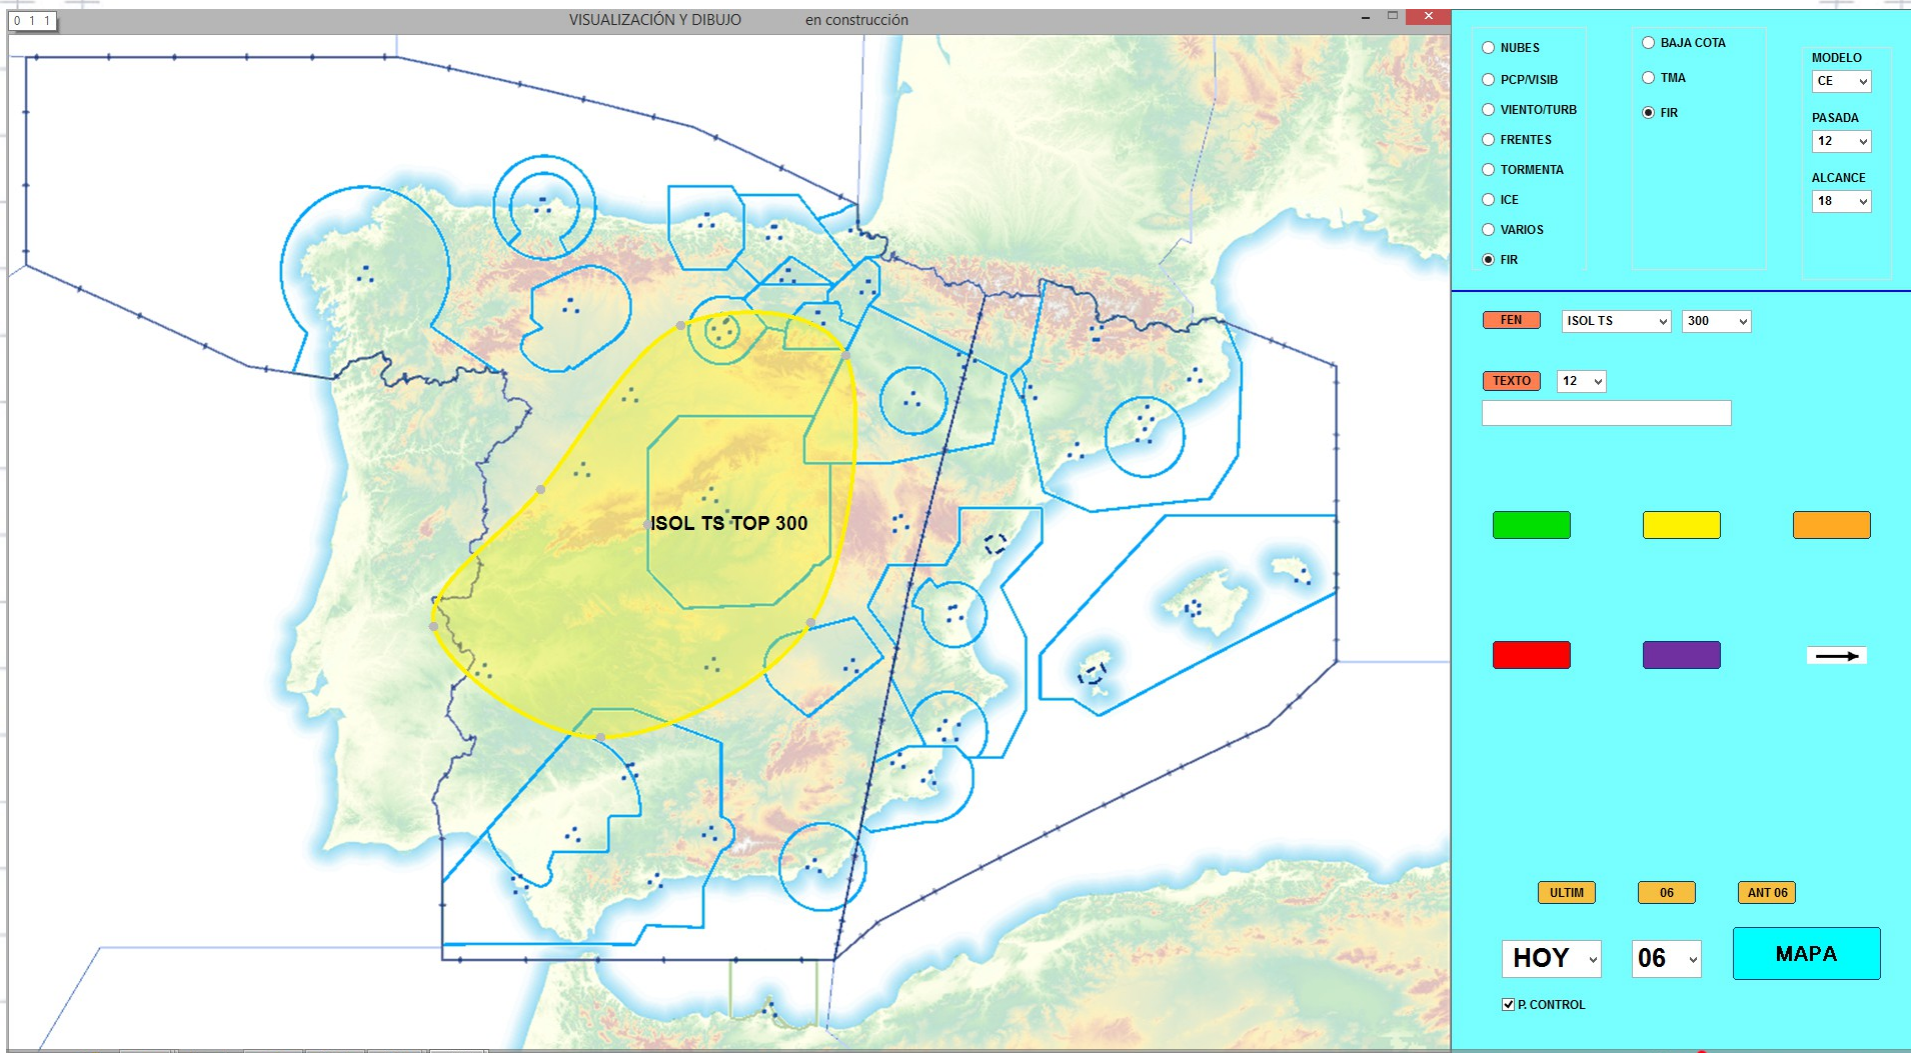 0 1 1
VISUALIZACIÓN Y DIBUJO en construcción
NUBES
PCP/VISIB
VIENTO/TURB
FRENTES
TORMENTA
ICE
VARIOS
FIR
BAJA COTA
TMA
FIR
MODELO
CE
PASADA
12
ALCANCE
18
FEN ISOL TS 300
TEXTO 12
ISOL TS TOP 300
ULTIM 06 ANT 06
HOY 06 MAPA
P. CONTROL